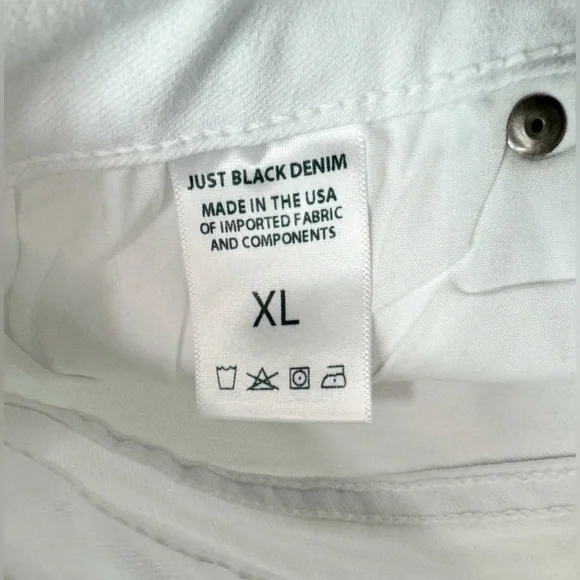 JUST BLACK DENIM
MADE IN THE USA
OF IMPORTED FABRIC
AND COMPONENTS
XL